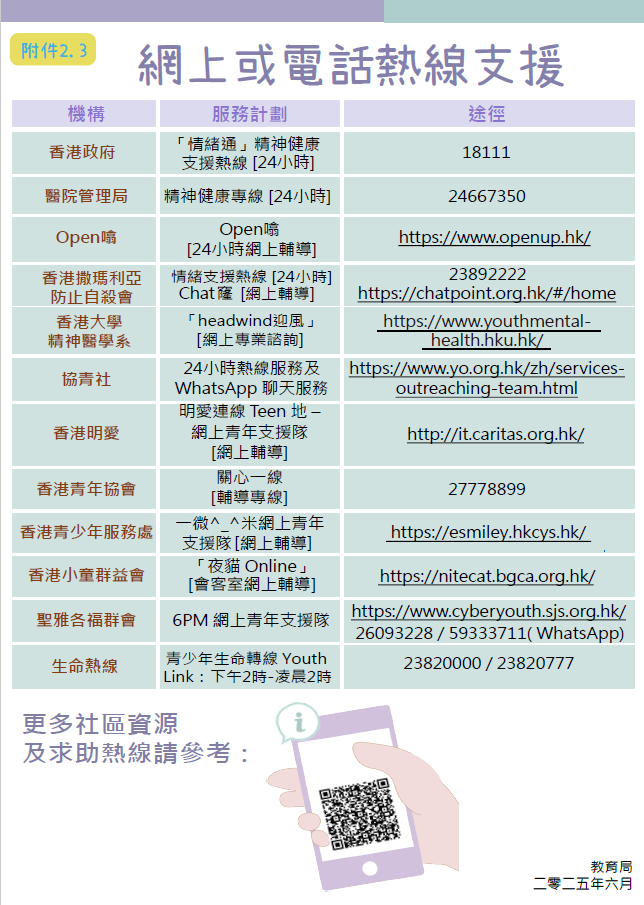 附件2.3
網上或電話熱線支援
機構 服務計劃 途徑
香港政府 「情緒通」精神健康 18111
支援熱線 [24小時]
醫院管理局 精神健康專線 [24小時] 24667350
Open噏 Open噏 https://www.openup.hk/
[24小時網上輔導]
香港撒瑪利亞 情緒支援熱線 [24小時] 23892222
防止自殺會 Chat窿 [網上輔導] https://chatpoint.org.hk/#/home
香港大學 「headwind迎風」 https://www.youthmental-
精神醫學系 [網上專業諮詢] health.hku.hk/
協青社 24小時熱線服務及 https://www.yo.org.hk/zh/services-
WhatsApp 聊天服務 outreaching-team.html
明愛連線 Teen 地 –
香港明愛 網上青年支援隊 http://it.caritas.org.hk/
[網上輔導]
香港青年協會 關心一線 27778899
[輔導專線]
香港青少年服務處 一微^_^米網上青年 https://esmiley.hkcys.hk/
支援隊 [網上輔導]
香港小童群益會 「夜貓 Online」 https://nitecat.bgca.org.hk/
[會客室網上輔導]
聖雅各福群會 6PM 網上青年支援隊 https://www.cyberyouth.sjs.org.hk/
26093228 / 59333711( WhatsApp)
生命熱線 青少年生命轉線 Youth 23820000 / 23820777
Link：下午2時-凌晨2時
更多社區資源
及求助熱線請參考：
教育局
二零二五年六月